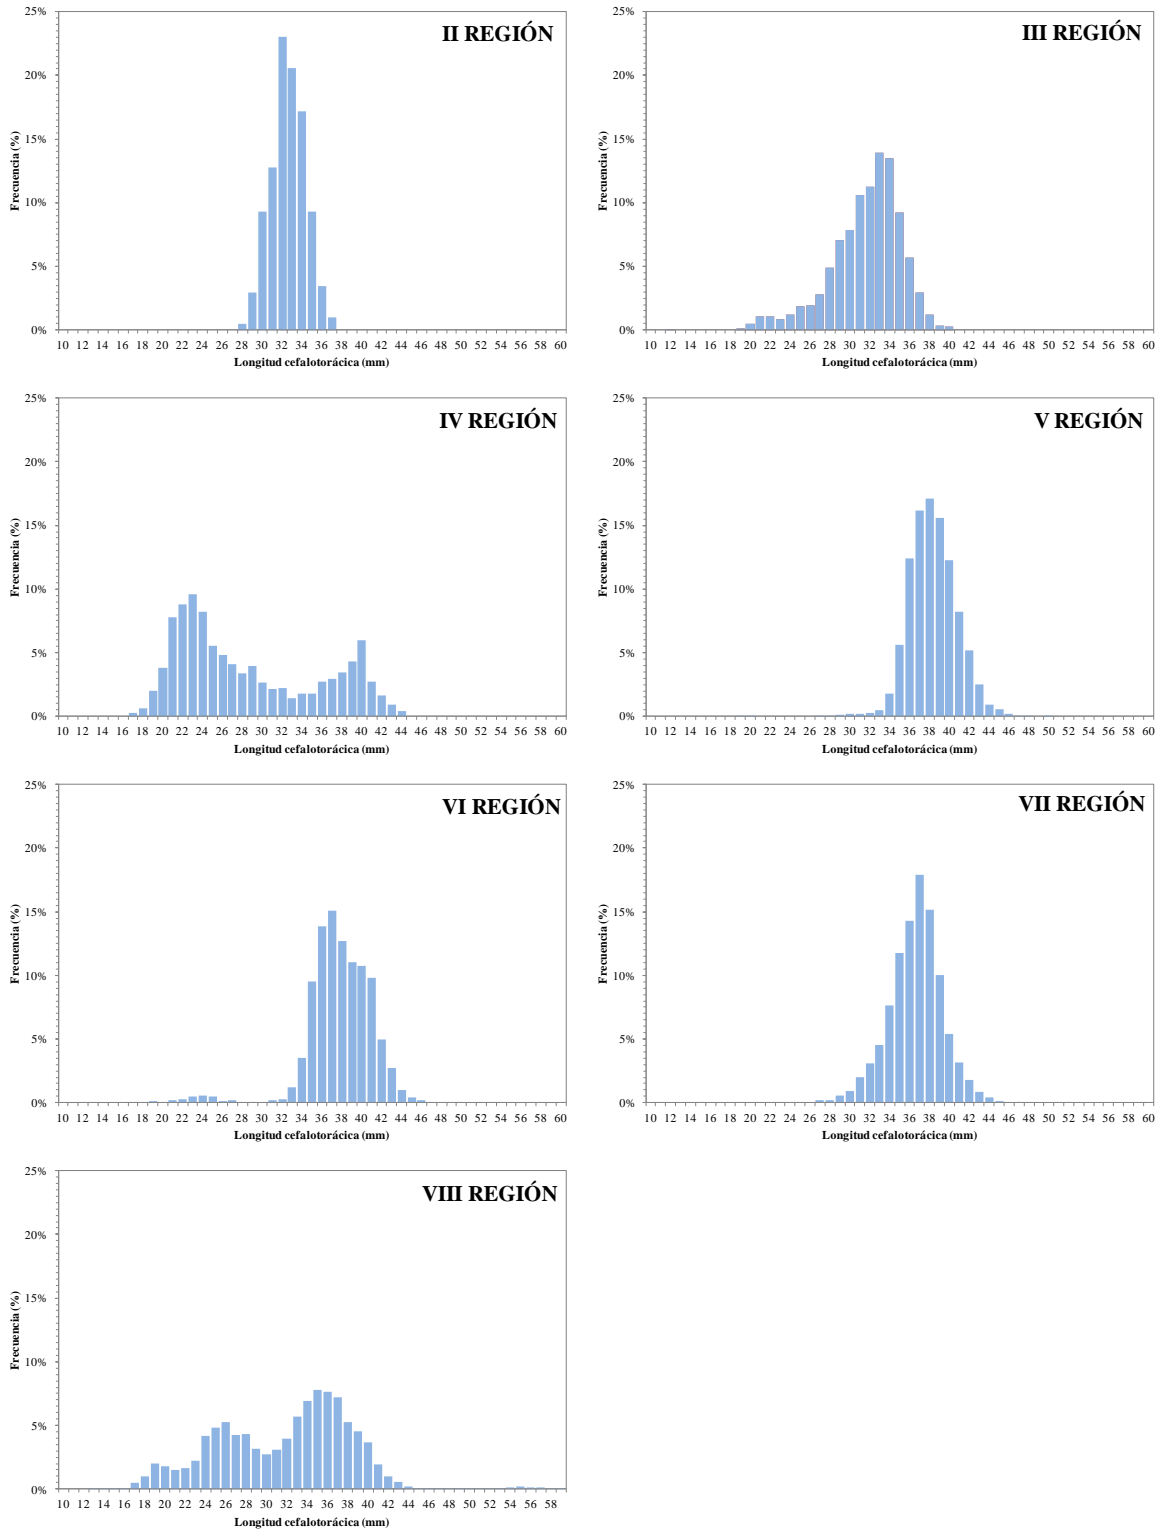 II REGIÓN
25%
20%
15%
10%
5%
0%
Frecuencia (%)
10 12 14 16 18 20 22 24 26 28 30 32 34 36 38 40 42 44 46 48 50 52 54 56 58 60
Longitud cefalotorácica (mm)
III REGIÓN
25%
20%
15%
10%
5%
0%
Frecuencia (%)
10 12 14 16 18 20 22 24 26 28 30 32 34 36 38 40 42 44 46 48 50 52 54 56 58 60
Longitud cefalotorácica (mm)
IV REGIÓN
25%
20%
15%
10%
5%
0%
Frecuencia (%)
10 12 14 16 18 20 22 24 26 28 30 32 34 36 38 40 42 44 46 48 50 52 54 56 58 60
Longitud cefalotorácica (mm)
V REGIÓN
25%
20%
15%
10%
5%
0%
Frecuencia (%)
10 12 14 16 18 20 22 24 26 28 30 32 34 36 38 40 42 44 46 48 50 52 54 56 58 60
Longitud cefalotorácica (mm)
VI REGIÓN
25%
20%
15%
10%
5%
0%
Frecuencia (%)
10 12 14 16 18 20 22 24 26 28 30 32 34 36 38 40 42 44 46 48 50 52 54 56 58 60
Longitud cefalotorácica (mm)
VII REGIÓN
25%
20%
15%
10%
5%
0%
Frecuencia (%)
10 12 14 16 18 20 22 24 26 28 30 32 34 36 38 40 42 44 46 48 50 52 54 56 58 60
Longitud cefalotorácica (mm)
VIII REGIÓN
25%
20%
15%
10%
5%
0%
Frecuencia (%)
10 12 14 16 18 20 22 24 26 28 30 32 34 36 38 40 42 44 46 48 50 52 54 56 58
Longitud cefalotorácica (mm)